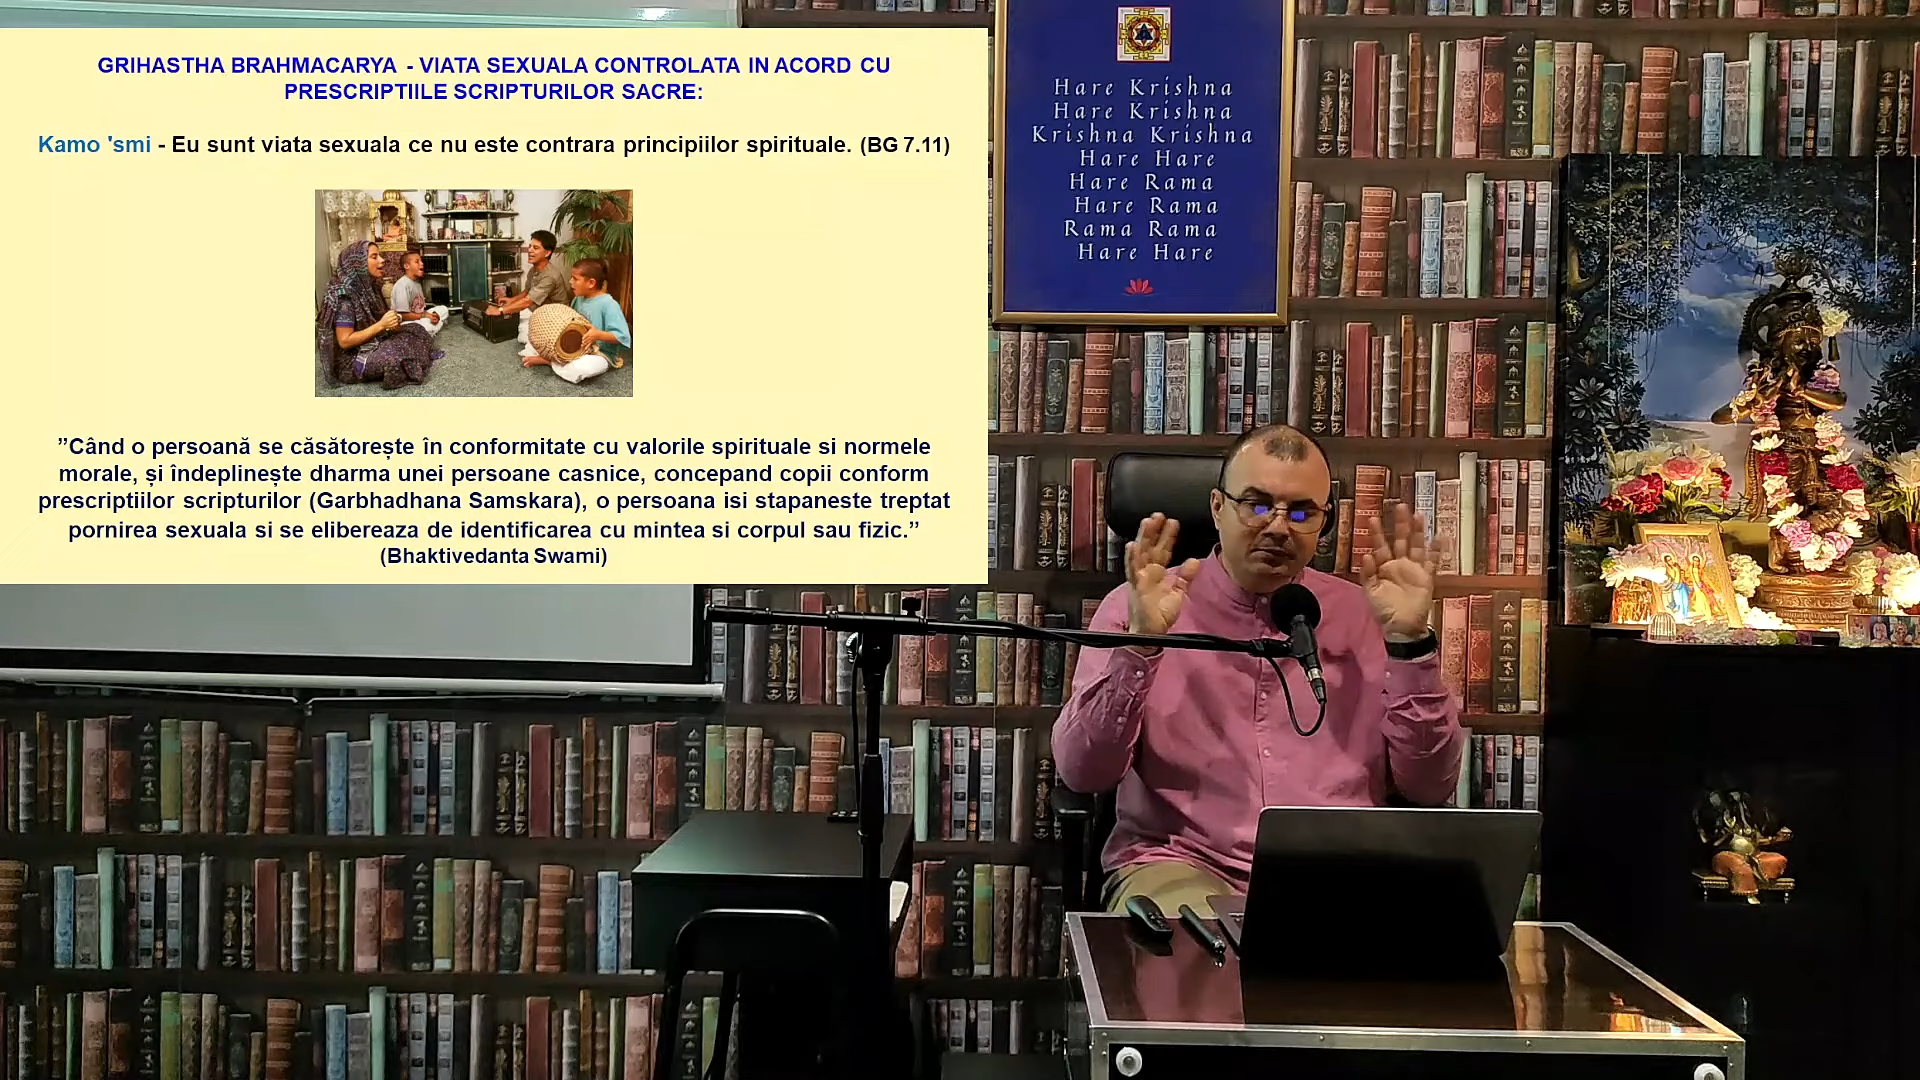 GRIHASTHA BRAHMACARYA - VIATA SEXUALA CONTROLATA IN ACORD CU
PRESCRIPTIILE SCRIPTURILOR SACRE:
Kamo 'smi - Eu sunt viata sexuala ce nu este contrara principiilor spirituale. (BG 7.11)
”Când o persoană se căsătorește în conformitate cu valorile spirituale si normele
morale, și îndeplinește dharma unei persoane casnice, concepand copii conform
prescriptiilor scripturilor (Garbhadhana Samskara), o persoana isi stapaneste treptat
pornirea sexuala si se elibereaza de identificarea cu mintea si corpul sau fizic.”
(Bhaktivedanta Swami)
Hare Krishna
Hare Krishna
Krishna Krishna
Hare Hare
Hare Rama
Hare Rama
Rama Rama
Hare Hare